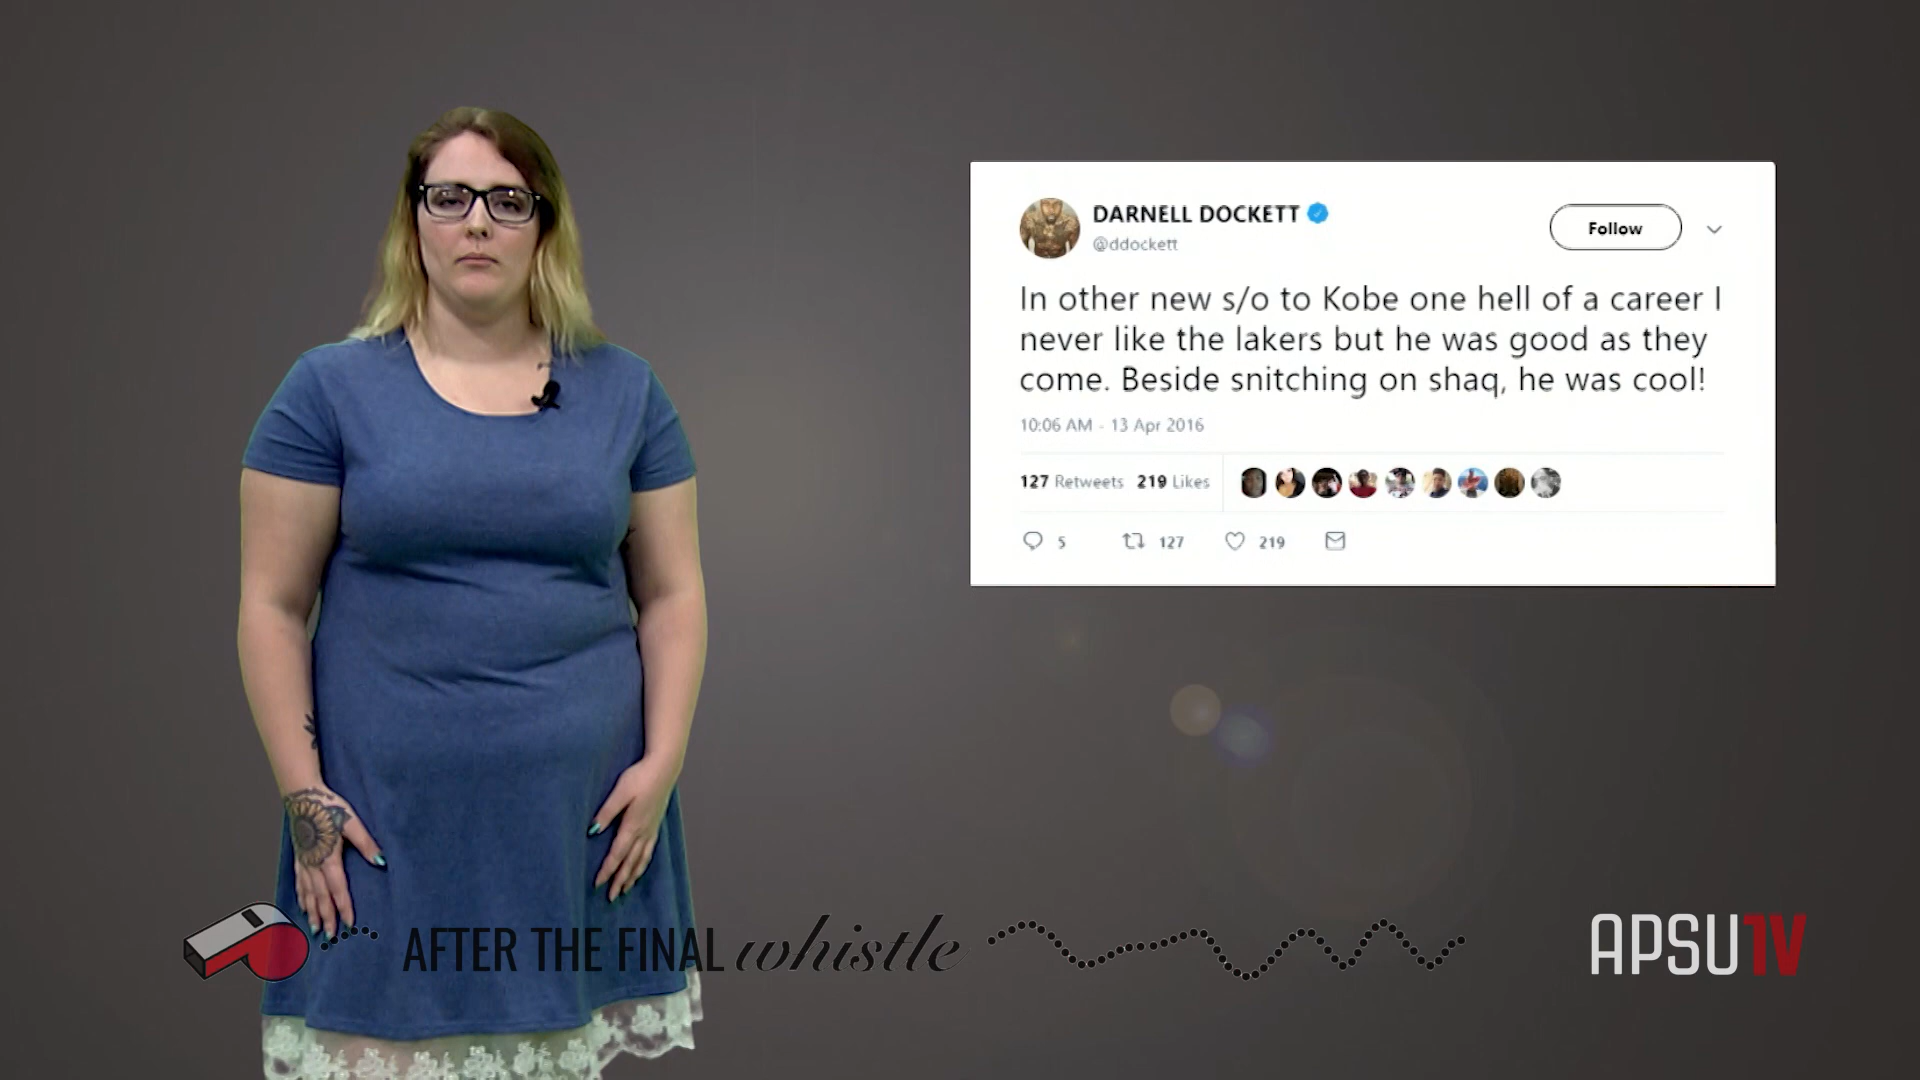 DARNELL DOCKETT
@ddockett
Follow
In other new s/o to Kobe one hell of a career I
never like the lakers but he was good as they
come. Beside snitching on shaq, he was cool!
10:06 AM - 13 Apr 2016
127 Retweets 219 Likes
5 127 219
AFTER THE FINAL whistle
APSUTV